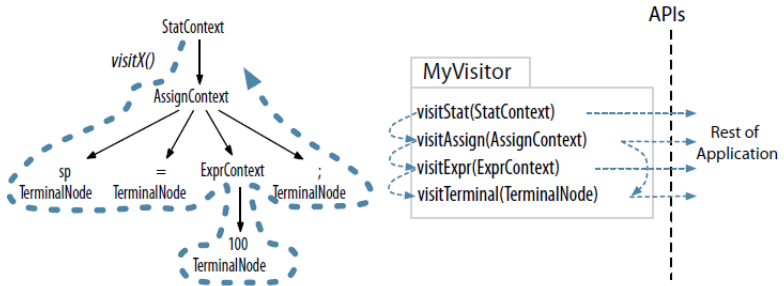 StatContext
visitX()
AssignContext
sp
TerminalNode
=
TerminalNode
ExprContext
;
TerminalNode
100
TerminalNode
APIs
MyVisitor
visitStat(StatContext)
visitAssign(AssignContext)
visitExpr(ExprContext)
visitTerminal(TerminalNode)
Rest of
Application